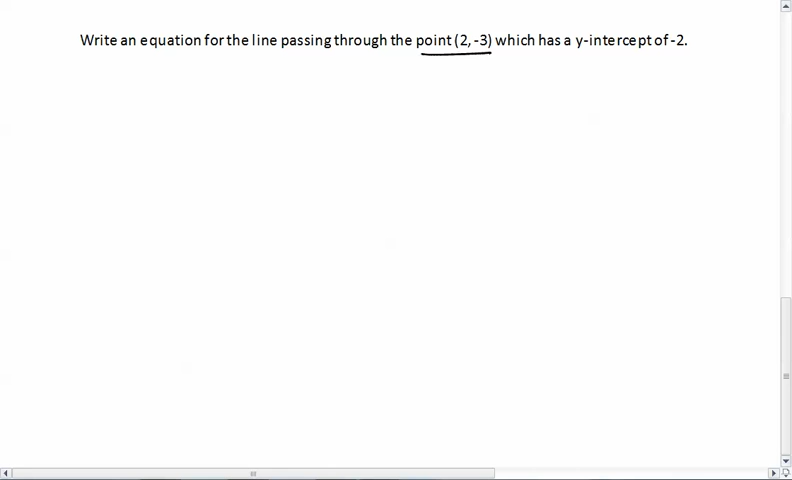 Write an equation for the line passing through the point (2, -3) which has a y-intercept of -2.